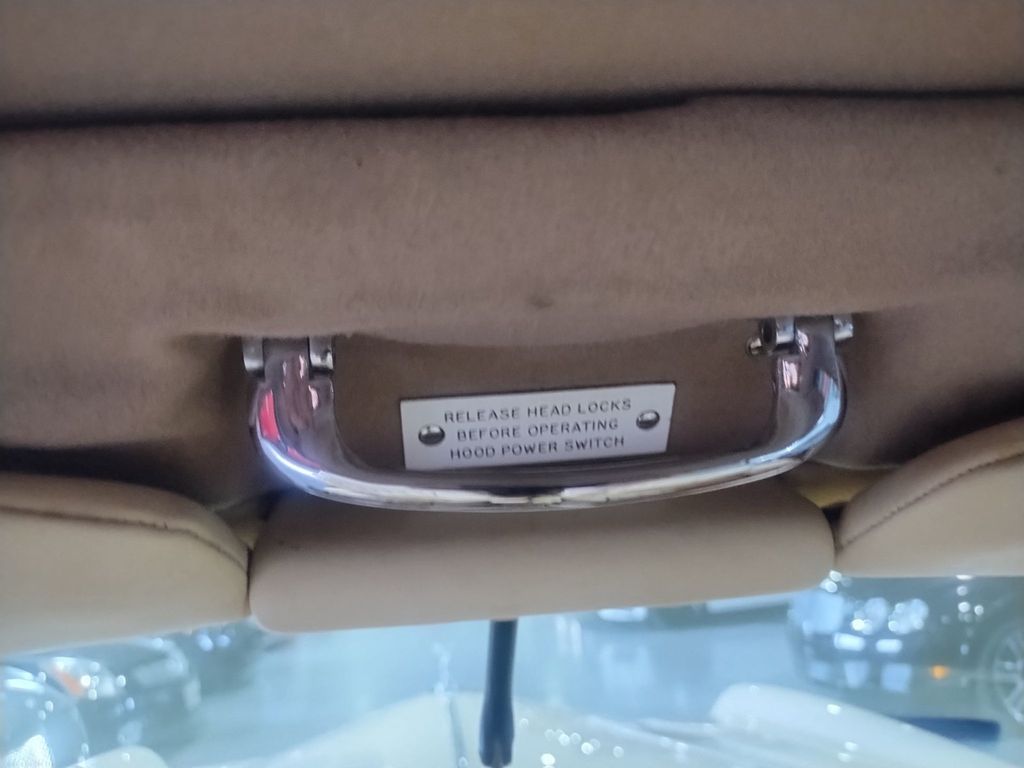 RELEASE HEAD LOCKS
BEFORE OPERATING
HOOD POWER SWITCH